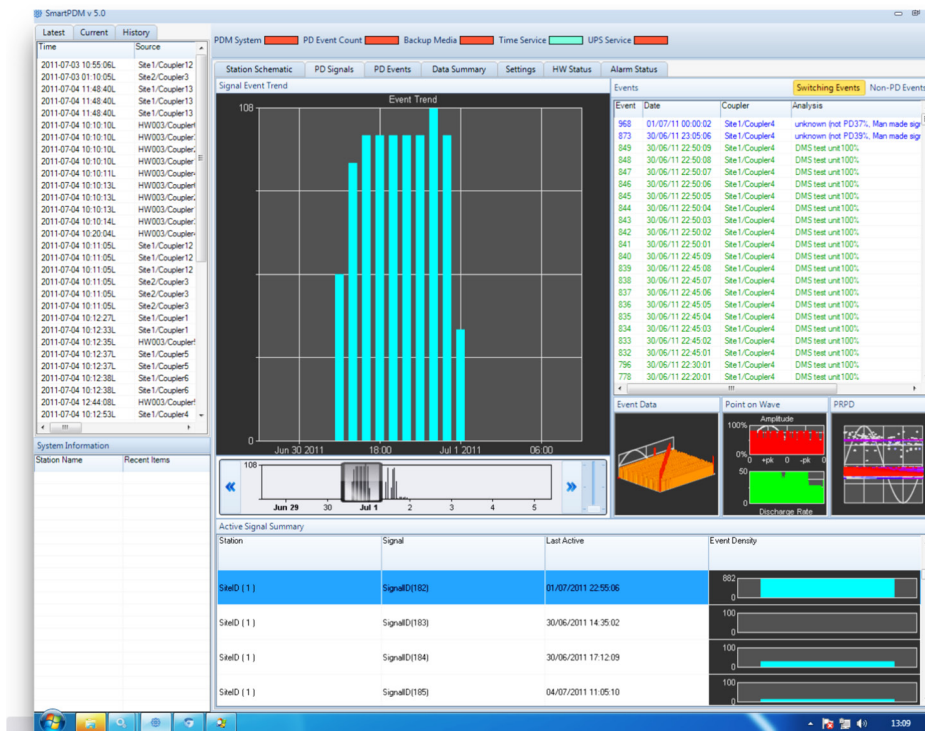 SmartPDM v 5.0
Latest Current History
PDM System PD Event Count Backup Media Time Service UPS Service
Time Source
2011-07-03 10:55:06L Site1/Coupler12
2011-07-03 01:10:05L Site2/Coupler3
2011-07-04 11:48:40L Site1/Coupler13
2011-07-04 11:48:40L Site1/Coupler13
2011-07-04 11:48:40L Site1/Coupler13
2011-07-04 10:10:10L
2011-07-04 10:10:10L HW003/Coupler
2011-07-04 10:10:10L
2011-07-04 10:10:10L HW003/Coupler
2011-07-04 10:10:11L
2011-07-04 10:10:13L
2011-07-04 10:10:13L
2011-07-04 10:10:13L
2011-07-04 10:10:14L
2011-07-04 10:20:04L
2011-07-04 10:11:05L Site1/Coupler12
2011-07-04 10:11:05L Site1/Coupler12
2011-07-04 10:11:05L Site1/Coupler12
2011-07-04 10:11:05L Site2/Coupler3
2011-07-04 10:11:05L Site2/Coupler3
2011-07-04 10:11:05L Site2/Coupler3
2011-07-04 10:12:27L Site1/Coupler1
2011-07-04 10:12:33L Site1/Coupler1
2011-07-04 10:12:35L
2011-07-04 10:12:37L Site1/Coupler5
2011-07-04 10:12:37L Site1/Coupler5
2011-07-04 10:12:38L Site1/Coupler6
2011-07-04 10:12:38L Site1/Coupler6
2011-07-04 12:44:08L
2011-07-04 10:12:53L Site1/Coupler4
System Information
Station Name Recent Items
Station Schematic PD Signals PD Events Data Summary Settings HW Status Alarm Status
Signal Event Trend
Event Trend
108
0
Jun 30 2011 18:00 Jul 1 2011 06:00
108
Jun 29 30 Jul 1 2 3 4 5
Events Switching Events Non-PD Events
Event Date Coupler Analysis
968 01/07/11 00:00:02 Site1/Coupler4 unknown (not PD37%, Man made sigr
873 30/06/11 23:05:06 Site1/Coupler4 unknown (not PD39%, Man made sigr
849 30/06/11 22:50:09 Site1/Coupler4 DMS test unit100%
848 30/06/11 22:50:08 Site1/Coupler4 DMS test unit100%
847 30/06/11 22:50:07 Site1/Coupler4 DMS test unit100%
846 30/06/11 22:50:06 Site1/Coupler4 DMS test unit100%
845 30/06/11 22:50:05 Site1/Coupler4 DMS test unit100%
844 30/06/11 22:50:04 Site1/Coupler4 DMS test unit100%
843 30/06/11 22:50:03 Site1/Coupler4 DMS test unit100%
842 30/06/11 22:50:02 Site1/Coupler4 DMS test unit100%
841 30/06/11 22:50:01 Site1/Coupler4 DMS test unit100%
840 30/06/11 22:45:09 Site1/Coupler4 DMS test unit100%
839 30/06/11 22:45:08 Site1/Coupler4 DMS test unit100%
838 30/06/11 22:45:07 Site1/Coupler4 DMS test unit100%
837 30/06/11 22:45:06 Site1/Coupler4 DMS test unit100%
836 30/06/11 22:45:05 Site1/Coupler4 DMS test unit100%
835 30/06/11 22:45:04 Site1/Coupler4 DMS test unit100%
834 30/06/11 22:45:03 Site1/Coupler4 DMS test unit100%
833 30/06/11 22:45:02 Site1/Coupler4 DMS test unit100%
832 30/06/11 22:45:01 Site1/Coupler4 DMS test unit100%
796 30/06/11 22:30:01 Site1/Coupler4 DMS test unit100%
778 30/06/11 22:20:01 Site1/Coupler4 DMS test unit100%
Event Data Point on Wave PRPD
Amplitude
100%
0%
0 +pk 0 -pk 0
50
0
Discharge Rate
Active Signal Summary
Station Signal Last Active Event Density
SiteID ( 1 ) SignalID(182) 01/07/2011 22:55:06 882 0
SiteID ( 1 ) SignalID(183) 30/06/2011 14:35:02 100 0
SiteID ( 1 ) SignalID(184) 30/06/2011 17:12:09 100 0
SiteID ( 1 ) SignalID(185) 04/07/2011 11:05:10 100 0
13:09